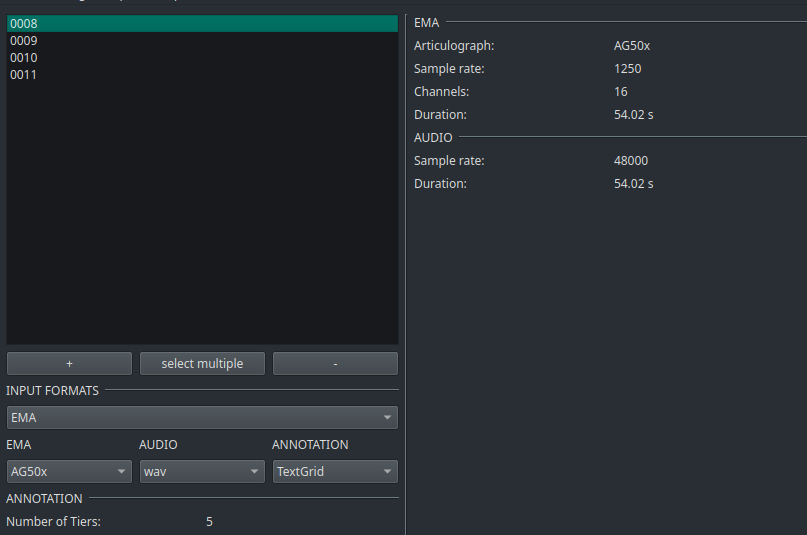 0008
0009
0010
0011
+ select multiple -
INPUT FORMATS
EMA
EMA AUDIO ANNOTATION
AG50x wav TextGrid
ANNOTATION
Number of Tiers: 5
EMA
Articulograph: AG50x
Sample rate: 1250
Channels: 16
Duration: 54.02 s
AUDIO
Sample rate: 48000
Duration: 54.02 s